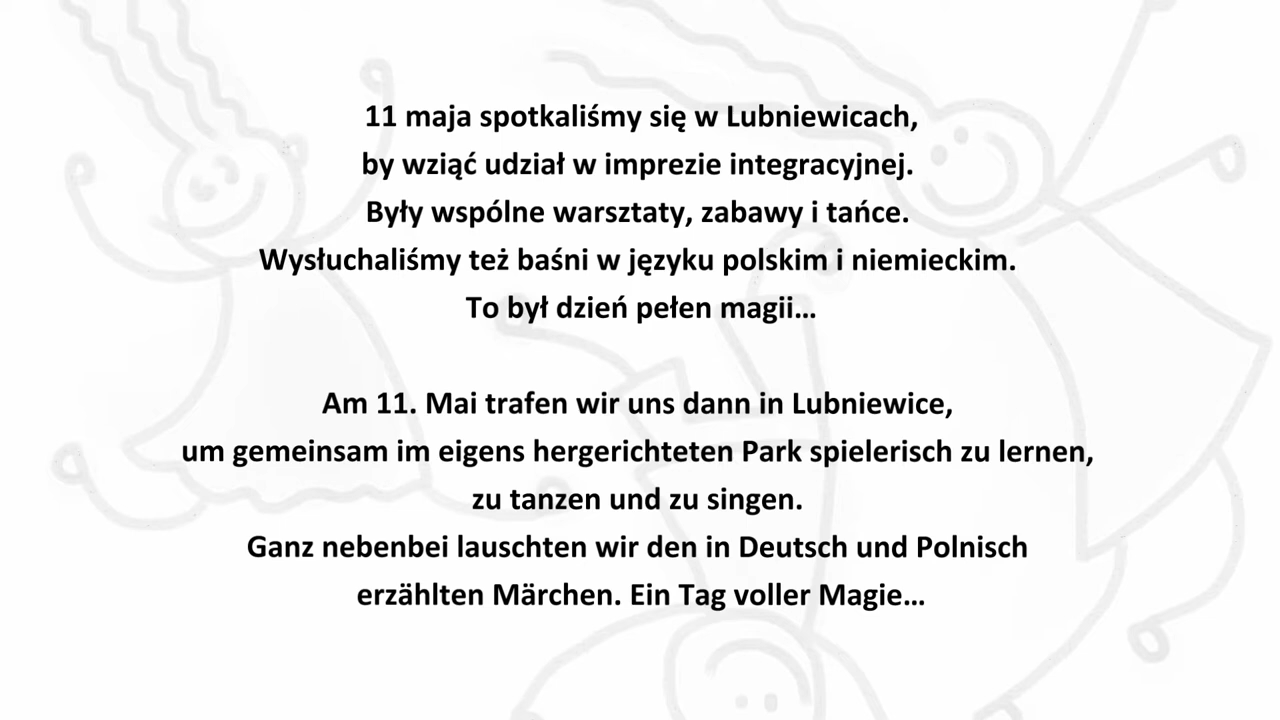 11 maja spotkaliśmy się w Lubniewicach,
by wziąć udział w imprezie integracyjnej.
Były wspólne warsztaty, zabawy i tańce.
Wysłuchaliśmy też baśni w języku polskim i niemieckim.
To był dzień pełen magii...
Am 11. Mai trafen wir uns dann in Lubniewice,
um gemeinsam im eigens hergerichteten Park spielerisch zu lernen,
zu tanzen und zu singen.
Ganz nebenbei lauschten wir den in Deutsch und Polnisch
erzählten Märchen. Ein Tag voller Magie...